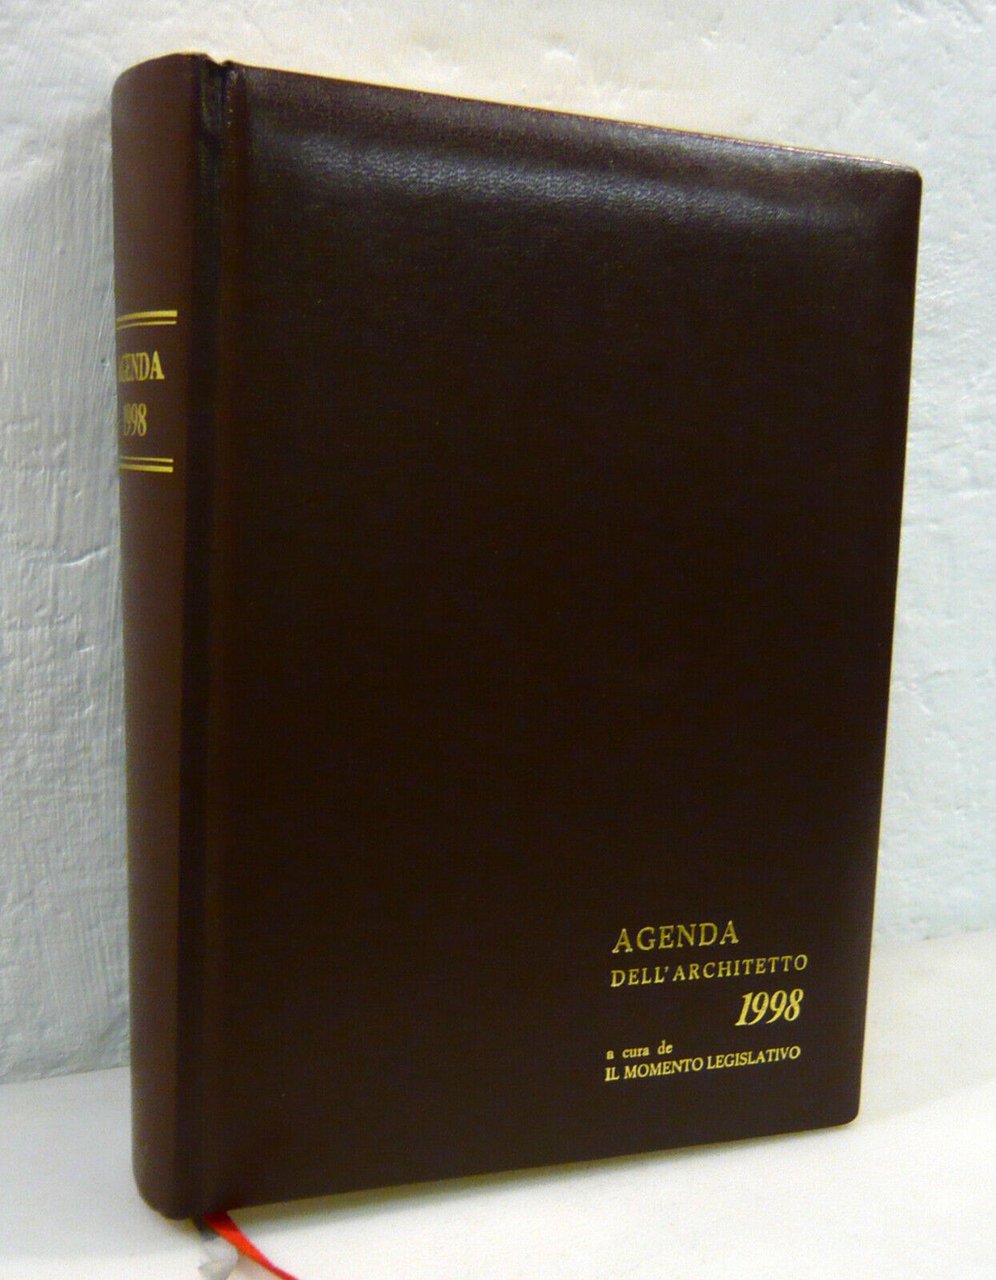 AGENDA
1998
AGENDA
DELL'ARCHITETTO
1998
a cura de
IL MOMENTO LEGISLATIVO